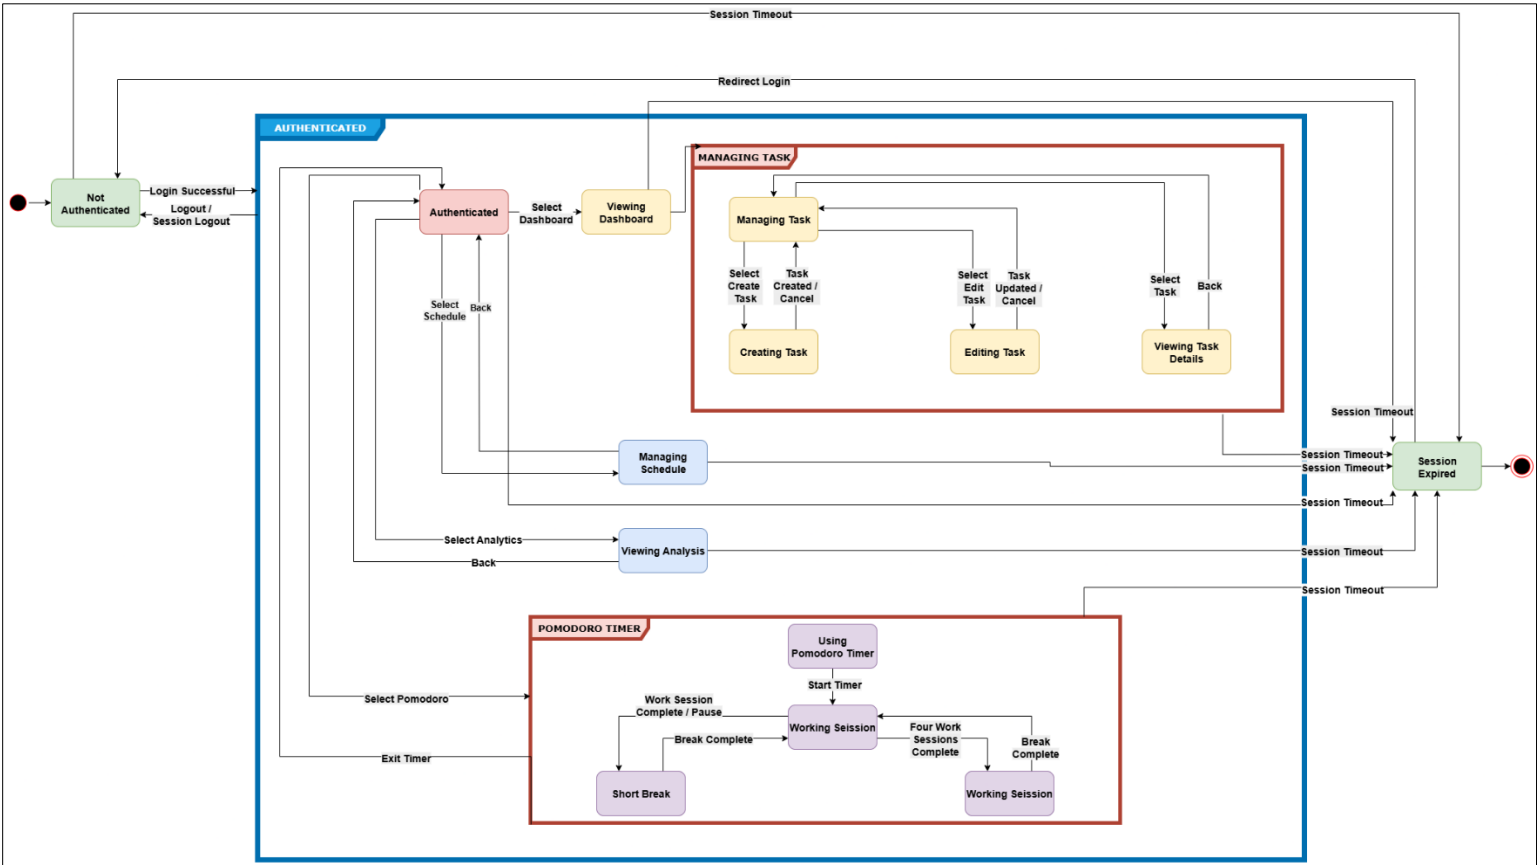 Session Timeout
Redirect Login
AUTHENTICATED
MANAGING TASK
Not
Authenticated
Login Successful
Logout /
Session Logout
Authenticated
Select
Dashboard
Viewing
Dashboard
Managing Task
Select
Create
Task
Task
Created /
Cancel
Select
Edit
Task
Task
Updated /
Cancel
Select
Task
Back
Select
Schedule
Back
Creating Task
Editing Task
Viewing Task
Details
Session Timeout
Managing
Schedule
Session Timeout
Session Timeout
Session
Expired
Session Timeout
Select Analytics
Back
Viewing Analysis
Session Timeout
Session Timeout
POMODORO TIMER
Using
Pomodoro Timer
Start Timer
Select Pomodoro
Work Session
Complete / Pause
Working Seission
Break Complete
Four Work
Sessions
Complete
Break
Complete
Exit Timer
Short Break
Working Seission